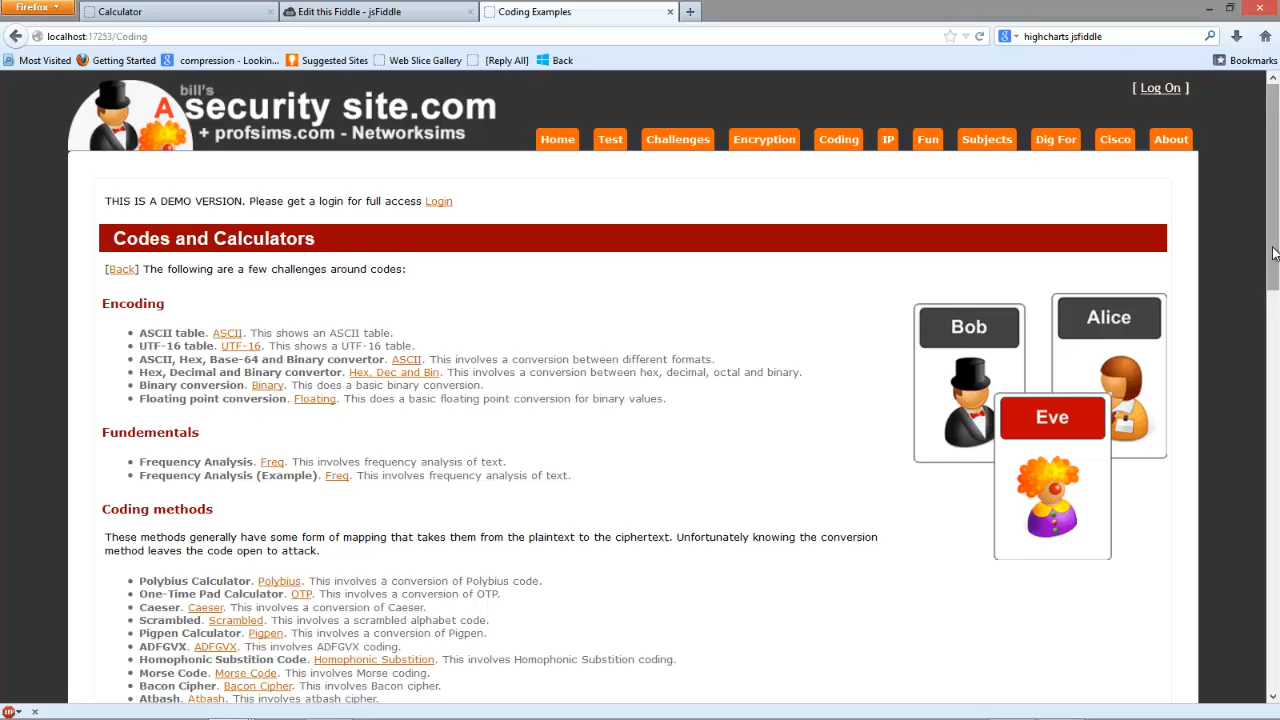 Firefox
Calculator
Edit this Fiddle - jsFiddle
Coding Examples
localhost:17253/Coding
highcharts jsfiddle
Most Visited
Getting Started
compression - Lookin...
Suggested Sites
Web Slice Gallery
[Reply All]
Back
Bookmarks
bill's
A security site.com
+ profsims.com - Networksims
[ Log On ]
Home
Test
Challenges
Encryption
Coding
IP
Fun
Subjects
Dig For
Cisco
About
THIS IS A DEMO VERSION. Please get a login for full access Login
Codes and Calculators
[Back] The following are a few challenges around codes:
Encoding
ASCII table. ASCII. This shows an ASCII table.
UTF-16 table. UTF-16. This shows a UTF-16 table.
ASCII, Hex, Base-64 and Binary convertor. ASCII. This involves a conversion between different formats.
Hex, Decimal and Binary convertor. Hex, Dec and Bin. This involves a conversion between hex, decimal, octal and binary.
Binary conversion. Binary. This does a basic binary conversion.
Floating point conversion. Floating. This does a basic floating point conversion for binary values.
Bob
Alice
Eve
Fundementals
Frequency Analysis. Freq. This involves frequency analysis of text.
Frequency Analysis (Example). Freq. This involves frequency analysis of text.
Coding methods
These methods generally have some form of mapping that takes them from the plaintext to the ciphertext. Unfortunately knowing the conversion
method leaves the code open to attack.
Polybius Calculator. Polybius. This involves a conversion of Polybius code.
One-Time Pad Calculator. OTP. This involves a conversion of OTP.
Caeser. Caeser. This involves a conversion of Caeser.
Scrambled. Scrambled. This involves a scrambled alphabet code.
Pigpen Calculator. Pigpen. This involves a conversion of Pigpen.
ADFGVX. ADFGVX. This involves ADFGVX coding.
Homophonic Substition Code. Homophonic Substition. This involves Homophonic Substition coding.
Morse Code. Morse Code. This involves Morse coding.
Bacon Cipher. Bacon Cipher. This involves Bacon cipher.
Atbash. Atbash. This involves atbash cipher.